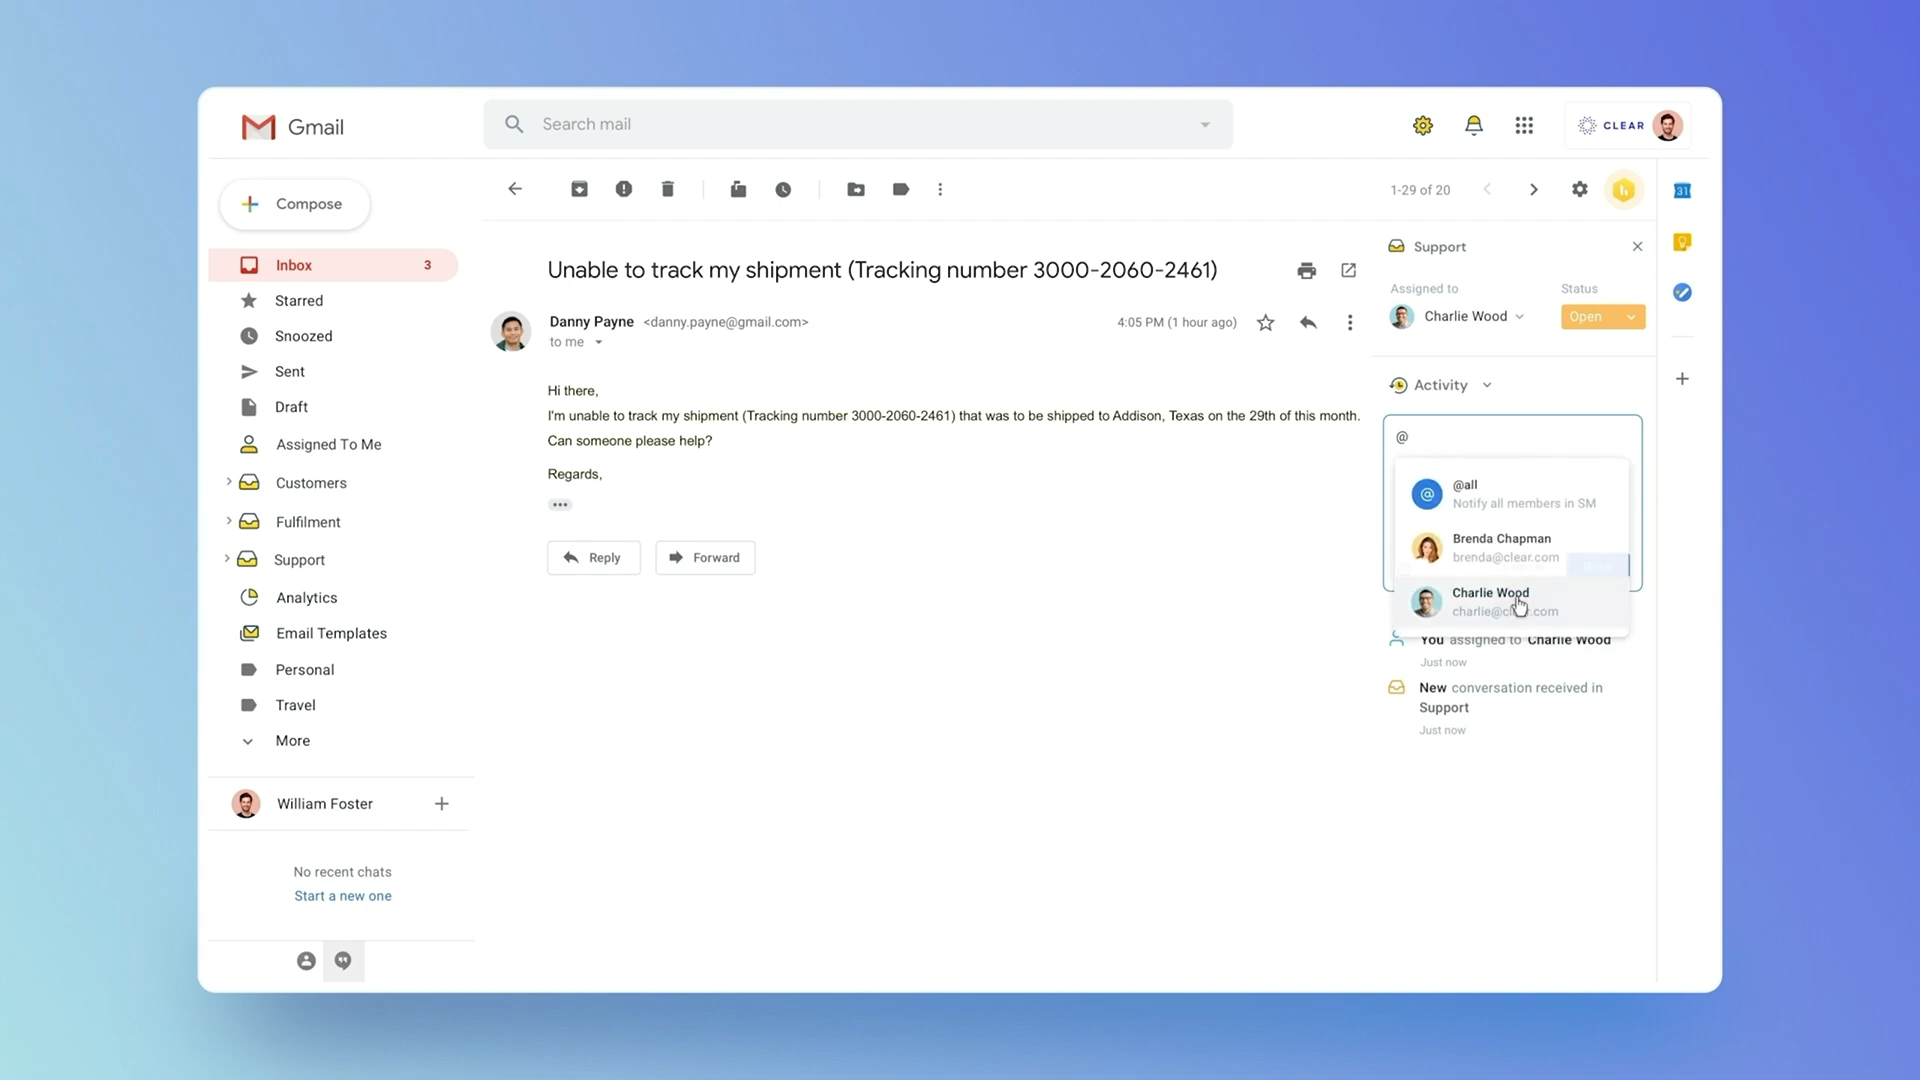 Gmail
Search mail
CLEAR
Compose
1-29 of 20
31
Inbox 3
Starred
Snoozed
Sent
Draft
Assigned To Me
Customers
Fulfilment
Support
Analytics
Email Templates
Personal
Travel
More
William Foster
No recent chats
Start a new one
Unable to track my shipment (Tracking number 3000-2060-2461)
Danny Payne <danny.payne@gmail.com>
4:05 PM (1 hour ago)
to me
Hi there,
I'm unable to track my shipment (Tracking number 3000-2060-2461) that was to be shipped to Addison, Texas on the 29th of this month.
Can someone please help?
Regards,
Reply
Forward
Support
Assigned to Status
Charlie Wood Open
Activity
@
@
@all
Notify all members in SM
Brenda Chapman
brenda@clear.com
Charlie Wood
charlie@clear.com
You assigned to Charlie Wood
Just now
New conversation received in
Support
Just now